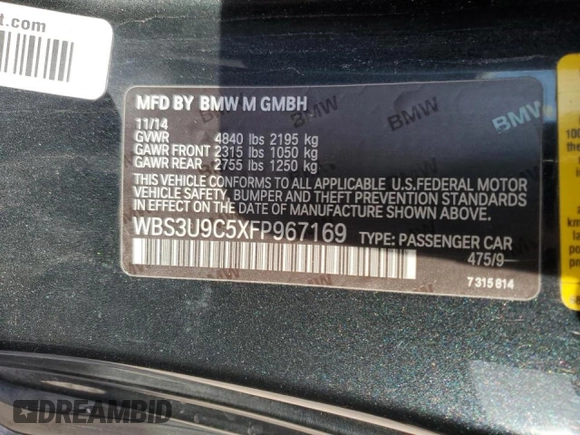 t.com
MFD BY BMW M GMBH
11/14
GVWR 4840 lbs 2195 kg
GAWR FRONT 2315 lbs 1050 kg
GAWR REAR 2755 lbs 1250 kg
THIS VEHICLE CONFORMS TO ALL APPLICABLE U.S.FEDERAL MOTOR
VEHICLE SAFETY, BUMPER AND THEFT PREVENTION STANDARDS
IN EFFECT ON THE DATE OF MANUFACTURE SHOWN ABOVE.
WBS3U9C5XFP967169 TYPE: PASSENGER CAR
475/9
7 315 814
DREAMBID